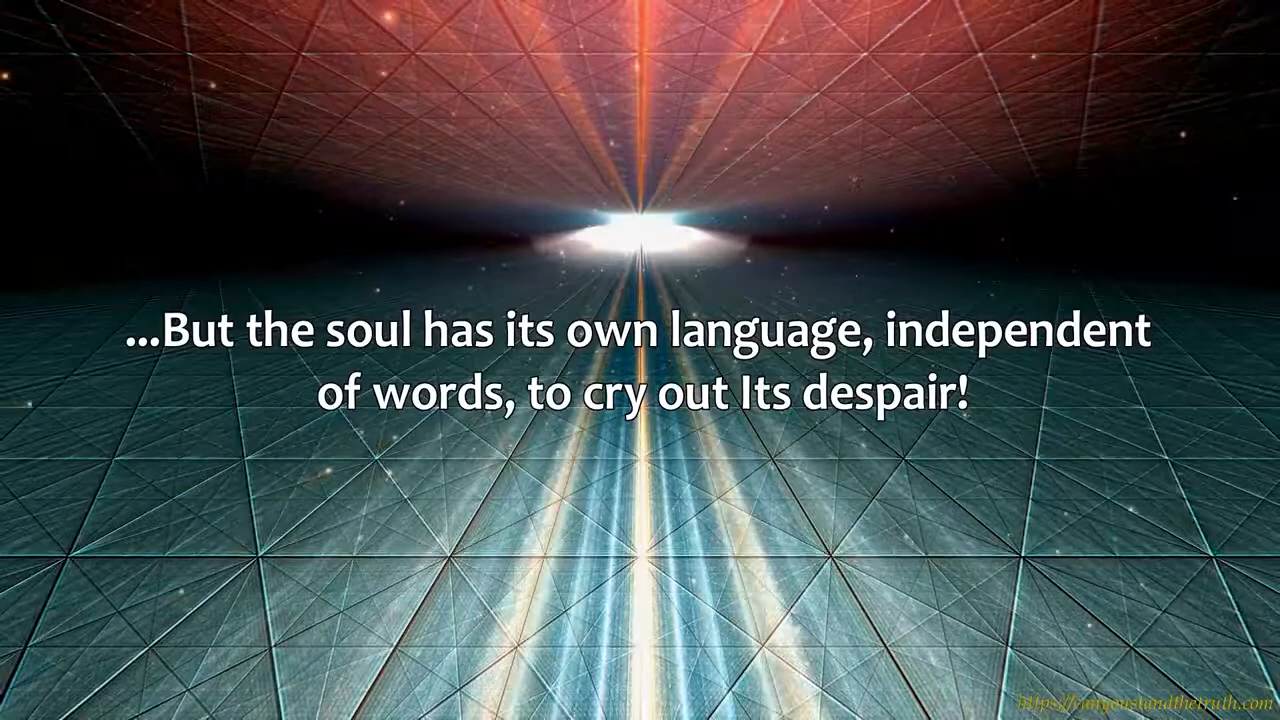 ...But the soul has its own language, independent
of words, to cry out Its despair!
https://canyoustandthetruth.com